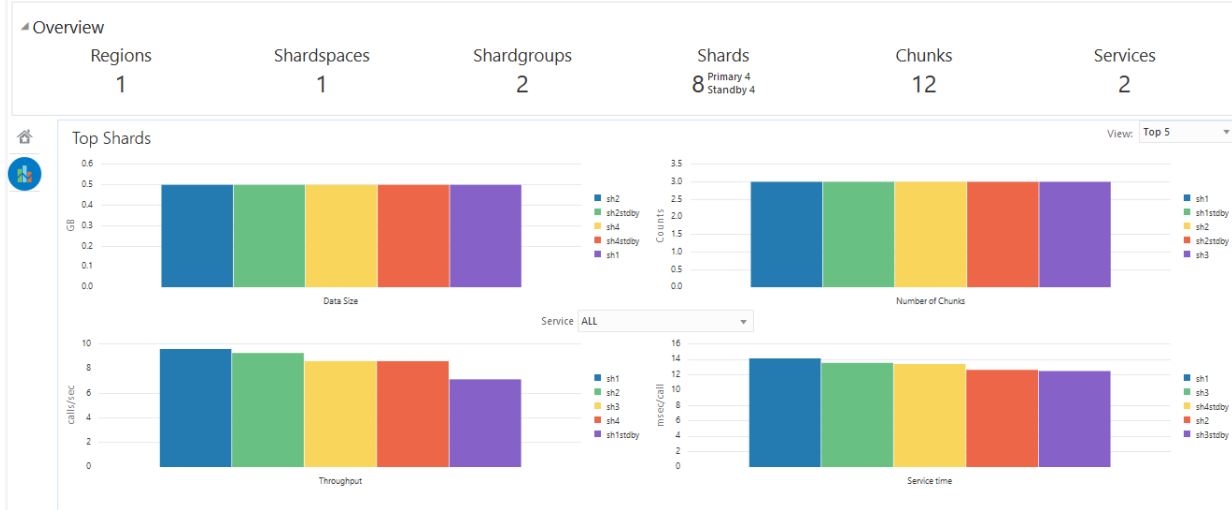 Overview
Regions Shardspaces Shardgroups Shards Chunks Services
1 1 2 8 Primary 4 Standby 4 12 2
Top Shards
View: Top 5
0.6
0.5
0.4
0.3
0.2
0.1
0.0
GB
Data Size
sh2
sh2stdby
sh4
sh4stdby
sh1
3.5
3.0
2.5
2.0
1.5
1.0
0.5
0.0
Counts
Number of Chunks
sh1
sh1stdby
sh2
sh2stdby
sh3
Service ALL
10
8
6
4
2
0
calls/sec
Throughput
sh1
sh2
sh3
sh4
sh1stdby
16
14
12
10
8
6
4
2
0
msec/call
Service time
sh1
sh3
sh4stdby
sh2
sh3stdby